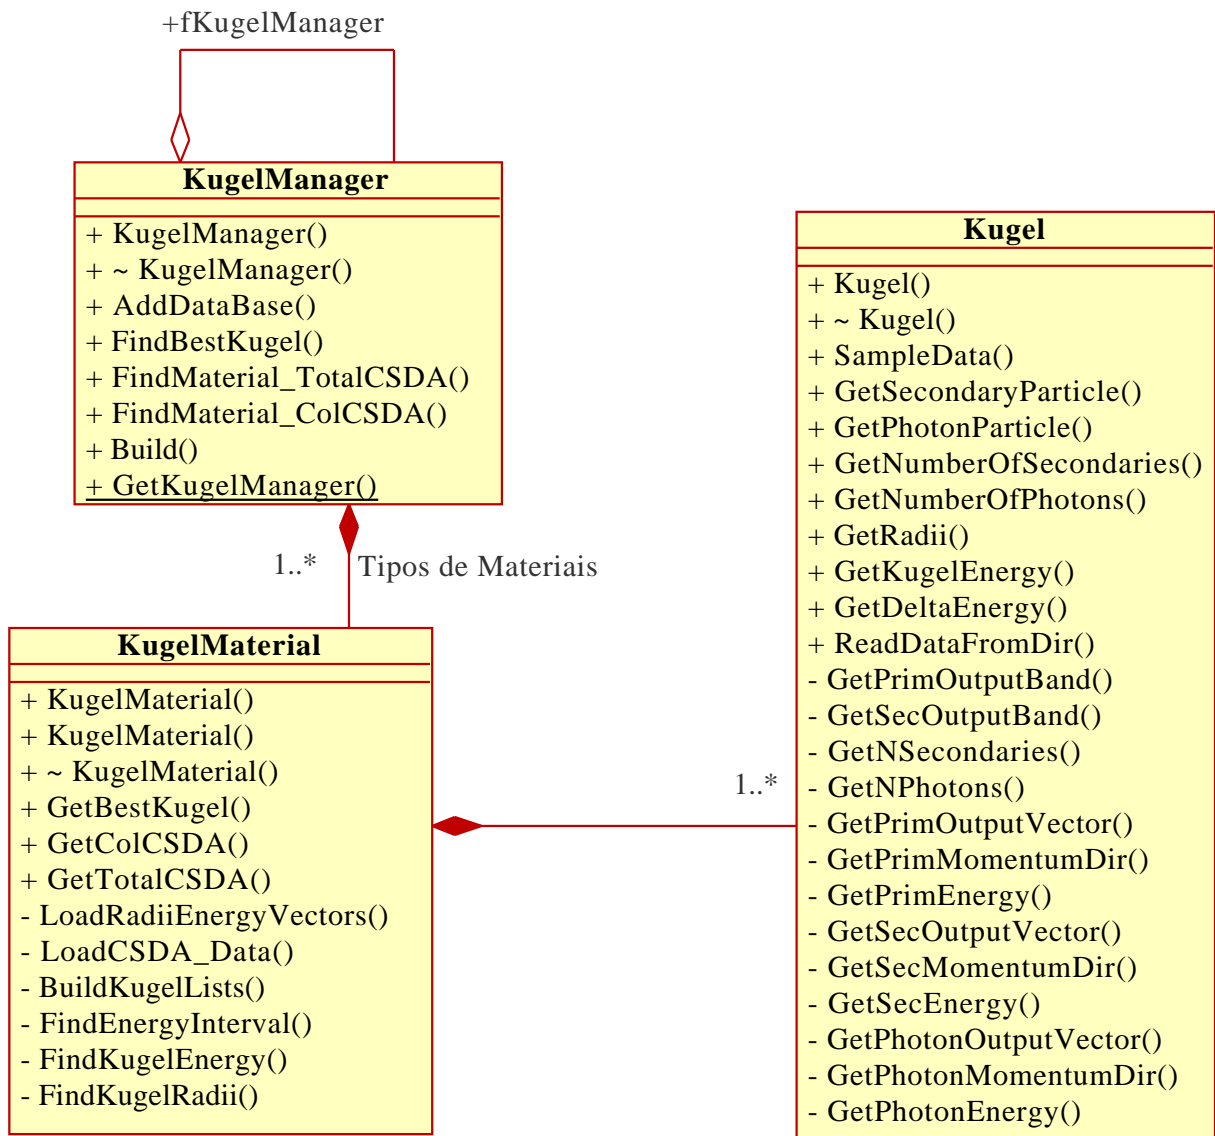 +fKugelManager
KugelManager
+ KugelManager()
+ ~ KugelManager()
+ AddDataBase()
+ FindBestKugel()
+ FindMaterial_TotalCSDA()
+ FindMaterial_ColCSDA()
+ Build()
+ GetKugelManager()
1..* Tipos de Materiais
KugelMaterial
+ KugelMaterial()
+ KugelMaterial()
+ ~ KugelMaterial()
+ GetBestKugel()
+ GetColCSDA()
+ GetTotalCSDA()
- LoadRadiiEnergyVectors()
- LoadCSDA_Data()
- BuildKugelLists()
- FindEnergyInterval()
- FindKugelEnergy()
- FindKugelRadii()
1..*
Kugel
+ Kugel()
+ ~ Kugel()
+ SampleData()
+ GetSecondaryParticle()
+ GetPhotonParticle()
+ GetNumberOfSecondaries()
+ GetNumberOfPhotons()
+ GetRadii()
+ GetKugelEnergy()
+ GetDeltaEnergy()
+ ReadDataFromDir()
- GetPrimOutputBand()
- GetSecOutputBand()
- GetNSecondaries()
- GetNPhotons()
- GetPrimOutputVector()
- GetPrimMomentumDir()
- GetPrimEnergy()
- GetSecOutputVector()
- GetSecMomentumDir()
- GetSecEnergy()
- GetPhotonOutputVector()
- GetPhotonMomentumDir()
- GetPhotonEnergy()